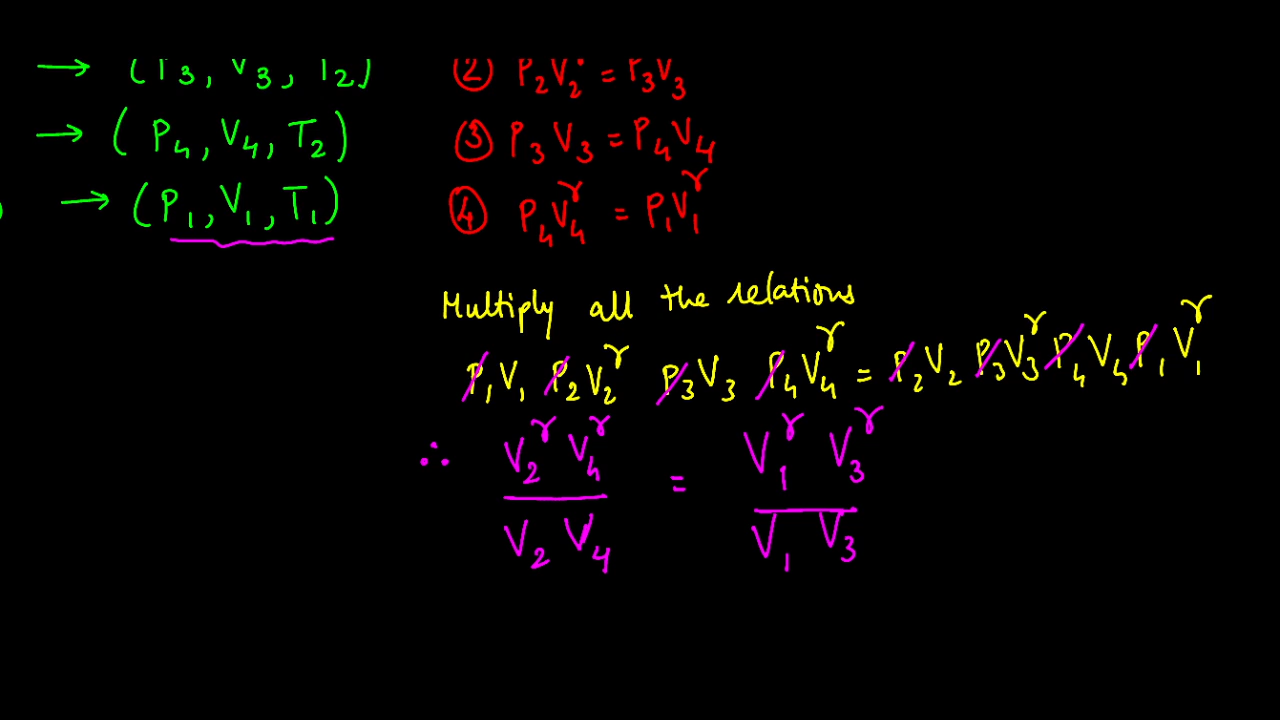 → (P₃, V₃, T₂) ② P₂V₂^γ = P₃V₃
→ (P₄, V₄, T₂) ③ P₃V₃ = P₄V₄
) → (P₁, V₁, T₁) ④ P₄V₄^γ = P₁V₁^γ
Multiply all the relations
P₁V₁ P₂V₂^γ P₃V₃ P₄V₄^γ = P₂V₂ P₃V₃^γ P₄V₄ P₁V₁^γ
∴ V₂^γ V₄^γ / V₂ V₄ = V₁^γ V₃^γ / V₁ V₃